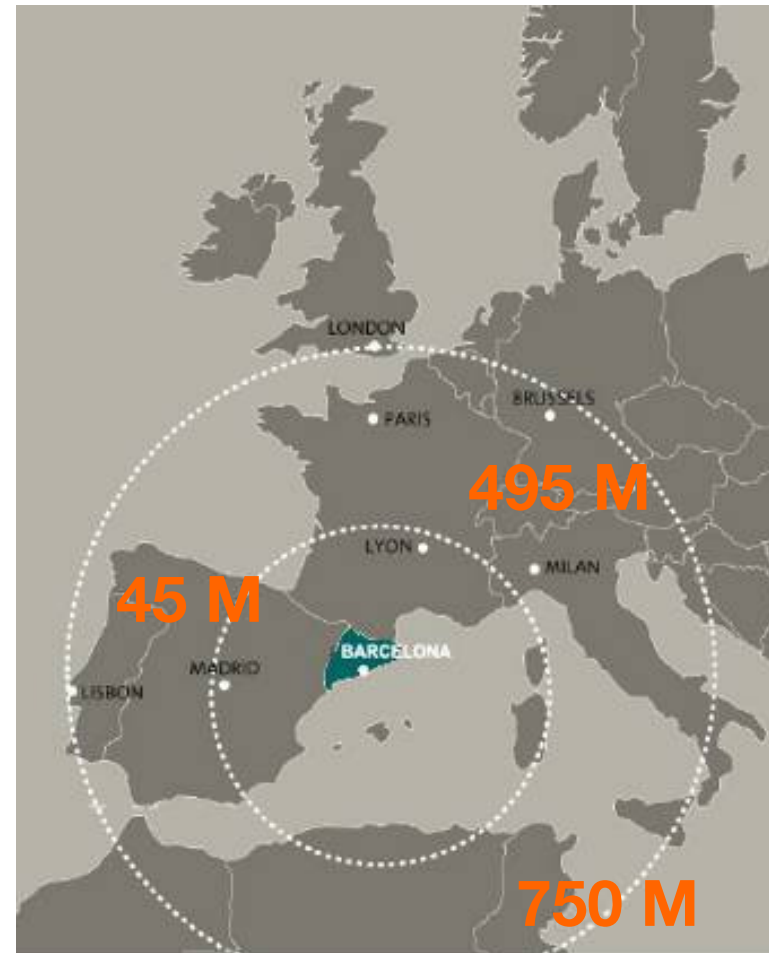 LONDON
BRUSSELS
PARIS
495 M
LYON
MILAN
45 M
BARCELONA
MADRID
LISBON
750 M